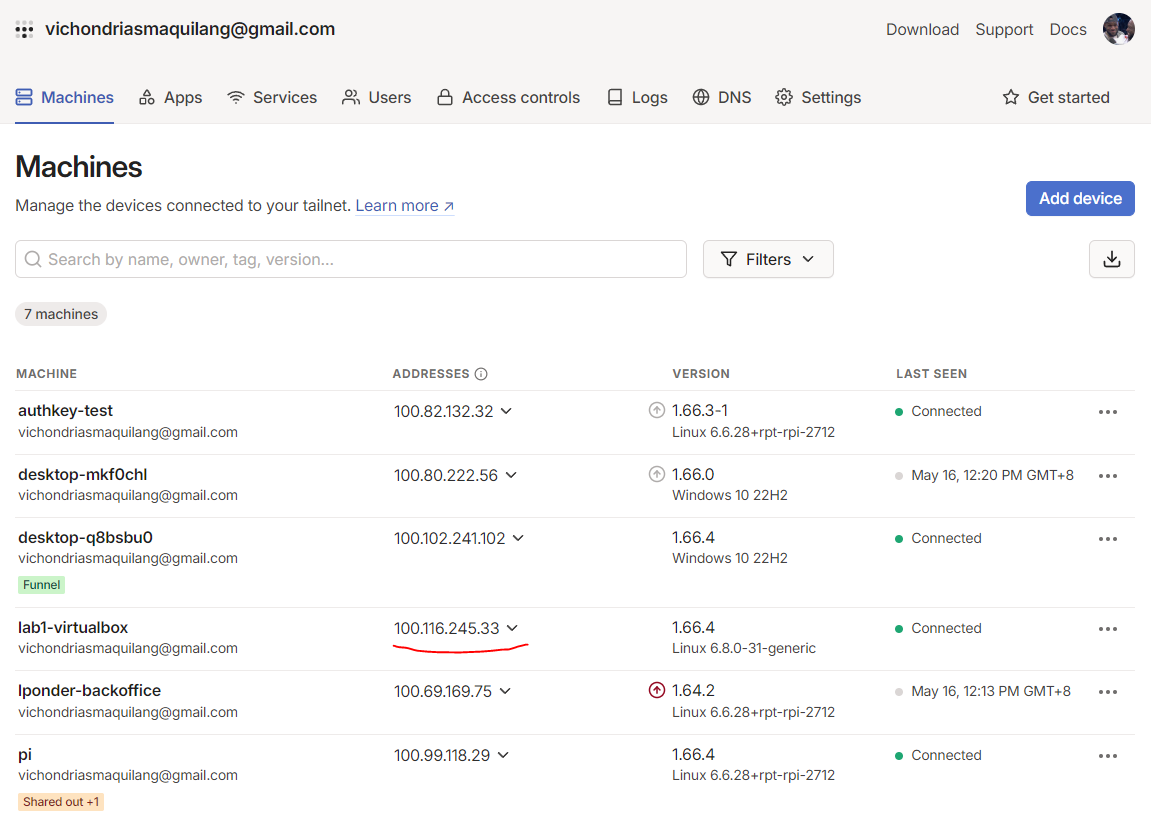 vichondriasmaquilang@gmail.com Download Support Docs
Machines Apps Services Users Access controls Logs DNS Settings Get started
Machines
Manage the devices connected to your tailnet. Learn more ↗
Add device
Search by name, owner, tag, version... Filters
7 machines
MACHINE ADDRESSES VERSION LAST SEEN
authkey-test 100.82.132.32 1.66.3-1 Connected
vichondriasmaquilang@gmail.com Linux 6.6.28+rpt-rpi-2712
desktop-mkf0chl 100.80.222.56 1.66.0 May 16, 12:20 PM GMT+8
vichondriasmaquilang@gmail.com Windows 10 22H2
desktop-q8bsbu0 100.102.241.102 1.66.4 Connected
vichondriasmaquilang@gmail.com Windows 10 22H2
Funnel
lab1-virtualbox 100.116.245.33 1.66.4 Connected
vichondriasmaquilang@gmail.com Linux 6.8.0-31-generic
lponder-backoffice 100.69.169.75 1.64.2 May 16, 12:13 PM GMT+8
vichondriasmaquilang@gmail.com Linux 6.6.28+rpt-rpi-2712
pi 100.99.118.29 1.66.4 Connected
vichondriasmaquilang@gmail.com Linux 6.6.28+rpt-rpi-2712
Shared out +1